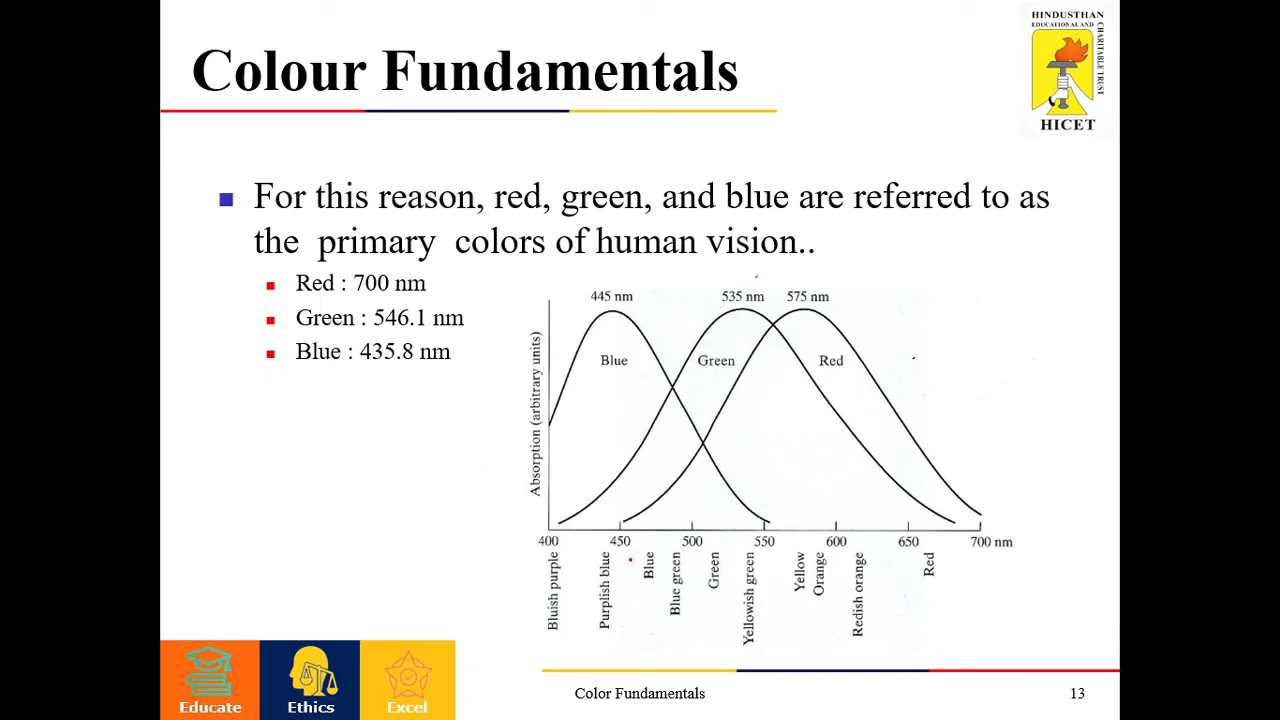 HINDUSTHAN
EDUCATIONAL AND
CHARITABLE TRUST
HICET
Colour Fundamentals
For this reason, red, green, and blue are referred to as
the primary colors of human vision..
Red : 700 nm
Green : 546.1 nm
Blue : 435.8 nm
445 nm
535 nm
575 nm
Blue
Green
Red
Absorption (arbitrary units)
400
450
500
550
600
650
700 nm
Bluish purple
Purplish blue
Blue
Blue green
Green
Yellowish green
Yellow
Orange
Redish orange
Red
Educate
Ethics
Excel
Color Fundamentals
13